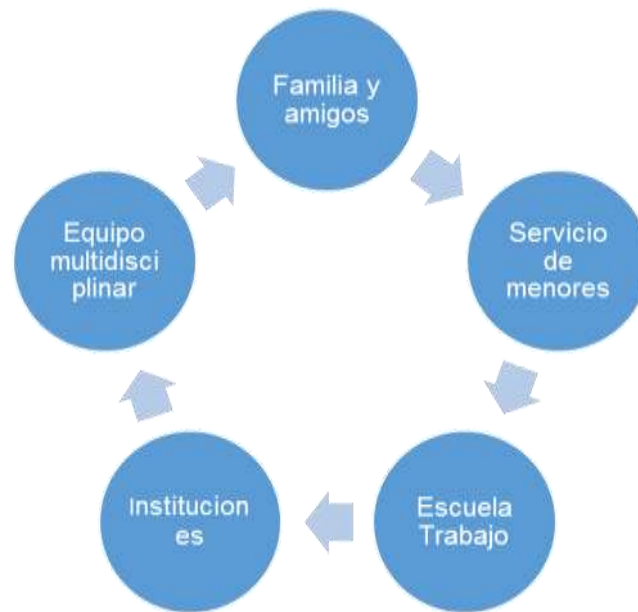 Familia y
amigos
Servicio
de
menores
Escuela
Trabajo
Institucion
es
Equipo
multidisci
plinar